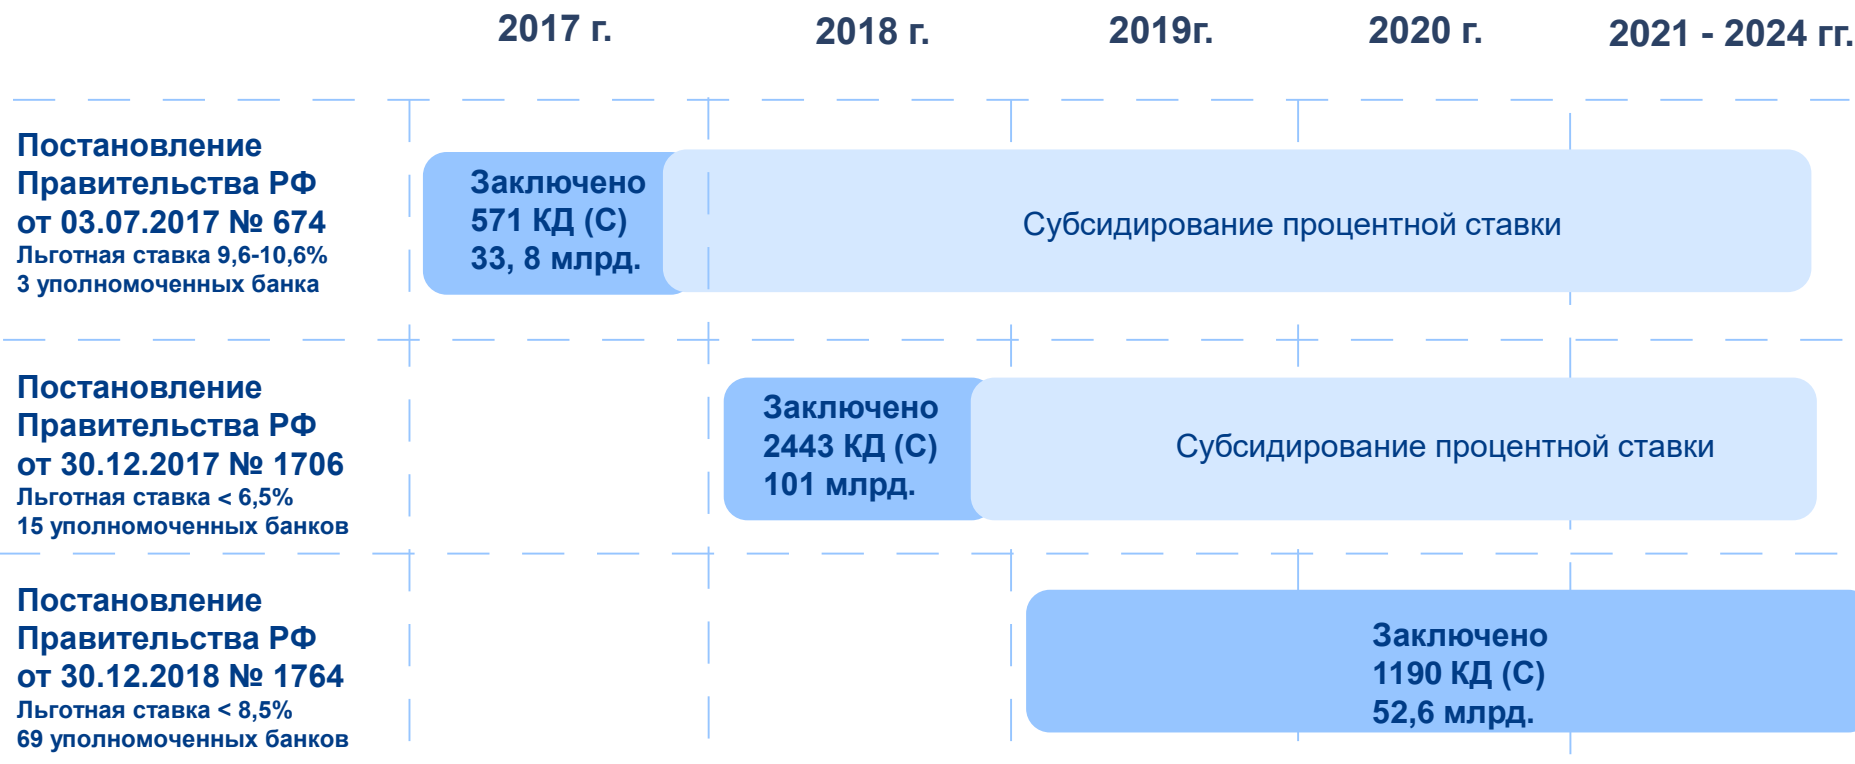 2017 г.
2018 г.
2019г.
2020 г.
2021 - 2024 гг.
Постановление
Правительства РФ
от 03.07.2017 № 674
Льготная ставка 9,6-10,6%
3 уполномоченных банка
Заключено
571 КД (С)
33, 8 млрд.
Субсидирование процентной ставки
Постановление
Правительства РФ
от 30.12.2017 № 1706
Льготная ставка < 6,5%
15 уполномоченных банков
Заключено
2443 КД (С)
101 млрд.
Субсидирование процентной ставки
Постановление
Правительства РФ
от 30.12.2018 № 1764
Льготная ставка < 8,5%
69 уполномоченных банков
Заключено
1190 КД (С)
52,6 млрд.